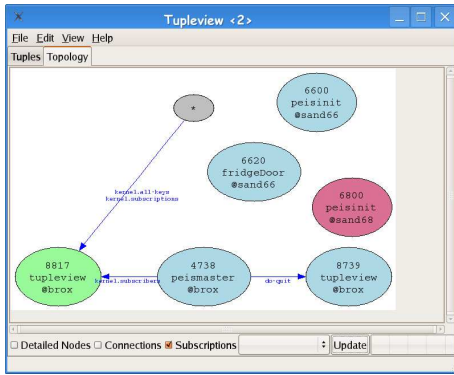 Tupleview <2>
File Edit View Help
Tuples Topology
*
6600
peisinit
@sand66
6620
fridgeDoor
@sand66
6800
peisinit
@sand68
kernel.all-keys
kernel.subscriptions
8817
tupleview
@brox
kernel.subscribers
4738
peismaster
@brox
do-quit
8739
tupleview
@brox
Detailed Nodes Connections Subscriptions Update